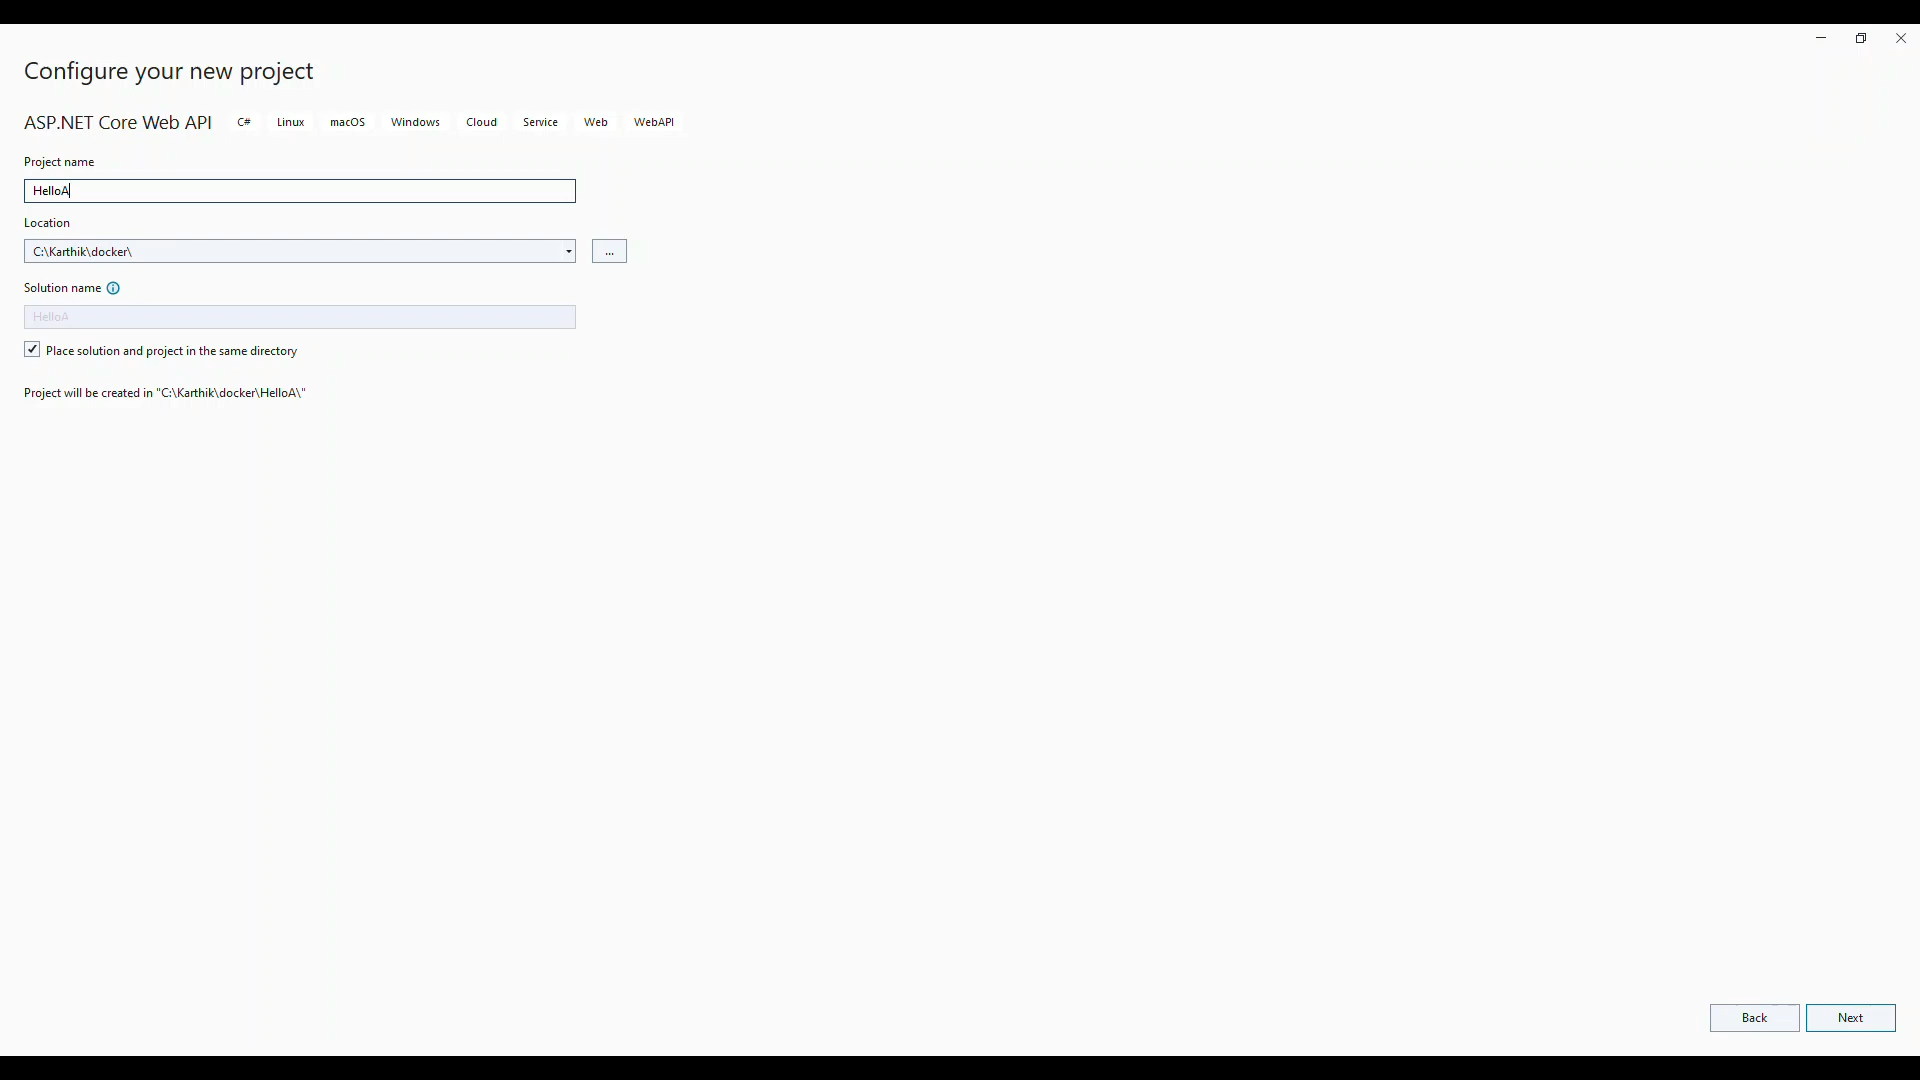 Configure your new project
ASP.NET Core Web API C# Linux macOS Windows Cloud Service Web WebAPI
Project name
HelloA
Location
C:\Karthik\docker\
...
Solution name
HelloA
Place solution and project in the same directory
Project will be created in "C:\Karthik\docker\HelloA\"
Back Next